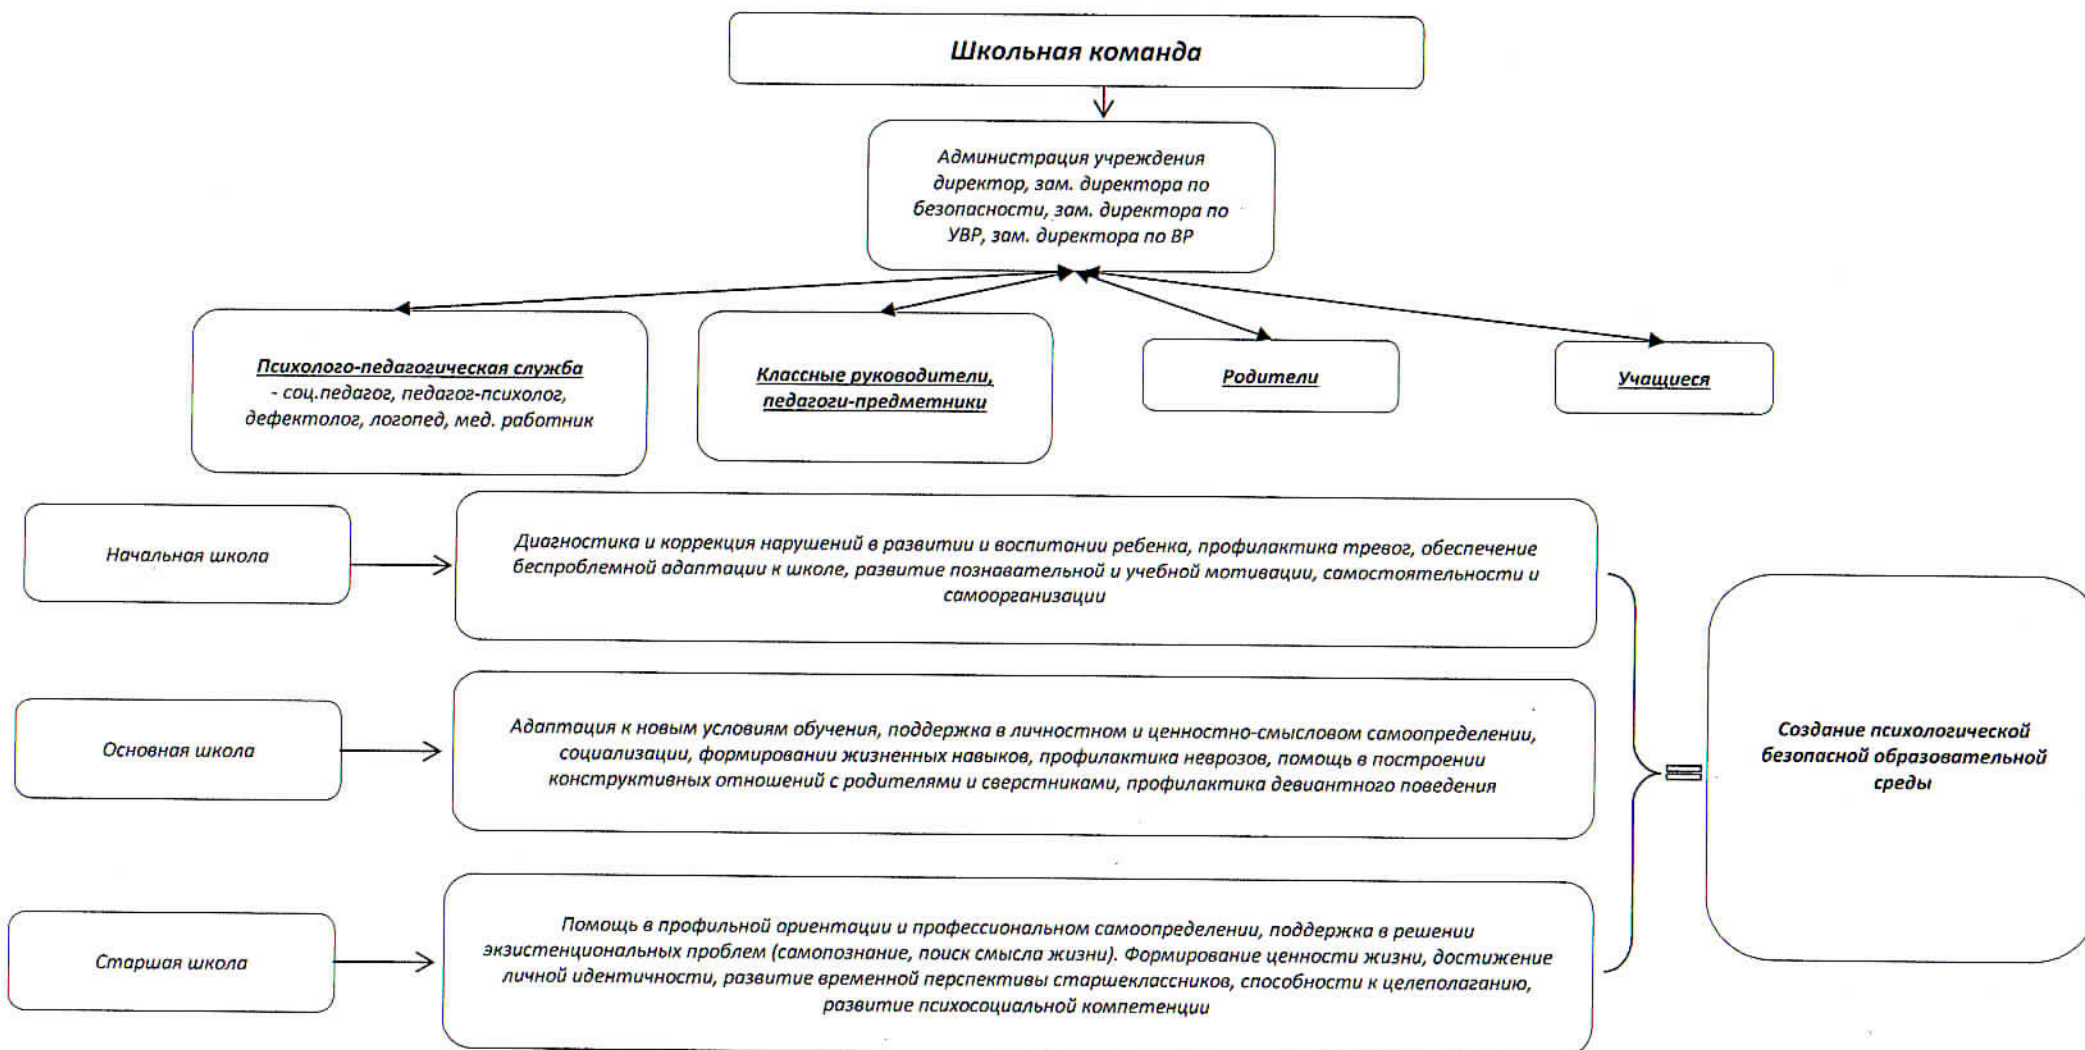 Школьная команда
Администрация учреждения
директор, зам. директора по
безопасности, зам. директора по
УВР, зам. директора по ВР
Психолого-педагогическая служба
- соц.педагог, педагог-психолог,
дефектолог, логопед, мед. работник
Классные руководители,
педагоги-предметники
Родители
Учащиеся
Начальная школа
Диагностика и коррекция нарушений в развитии и воспитании ребенка, профилактика тревог, обеспечение
беспроблемной адаптации к школе, развитие познавательной и учебной мотивации, самостоятельности и
самоорганизации
Основная школа
Адаптация к новым условиям обучения, поддержка в личностном и ценностно-смысловом самоопределении,
социализации, формировании жизненных навыков, профилактика неврозов, помощь в построении
конструктивных отношений с родителями и сверстниками, профилактика девиантного поведения
Старшая школа
Помощь в профильной ориентации и профессиональном самоопределении, поддержка в решении
экзистенциональных проблем (самопознание, поиск смысла жизни). Формирование ценности жизни, достижение
личной идентичности, развитие временной перспективы старшеклассников, способности к целеполаганию,
развитие психосоциальной компетенции
Создание психологической
безопасной образовательной
среды